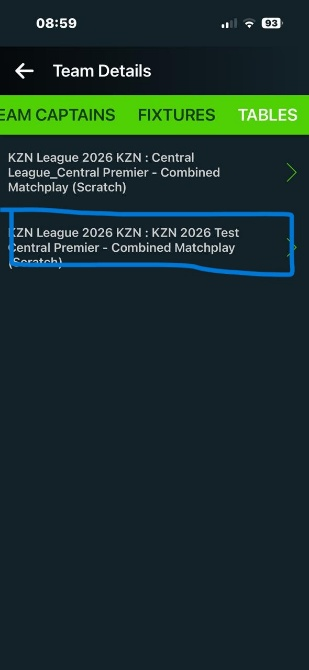 08:59
93
Team Details
EAM CAPTAINS FIXTURES TABLES
KZN League 2026 KZN : Central
League_Central Premier - Combined
Matchplay (Scratch)
KZN League 2026 KZN : KZN 2026 Test
Central Premier - Combined Matchplay
(Scratch)